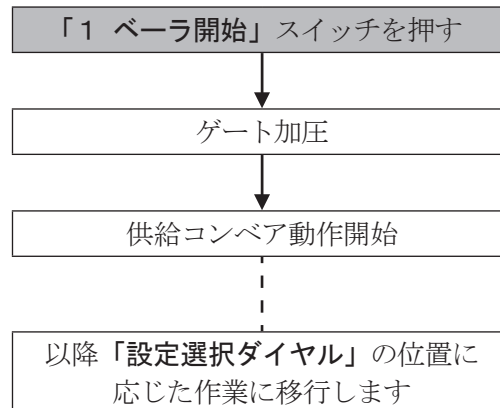 「１ ベーラ開始」スイッチを押す
ゲート加圧
供給コンベア動作開始
以降「設定選択ダイヤル」の位置に
応じた作業に移行します